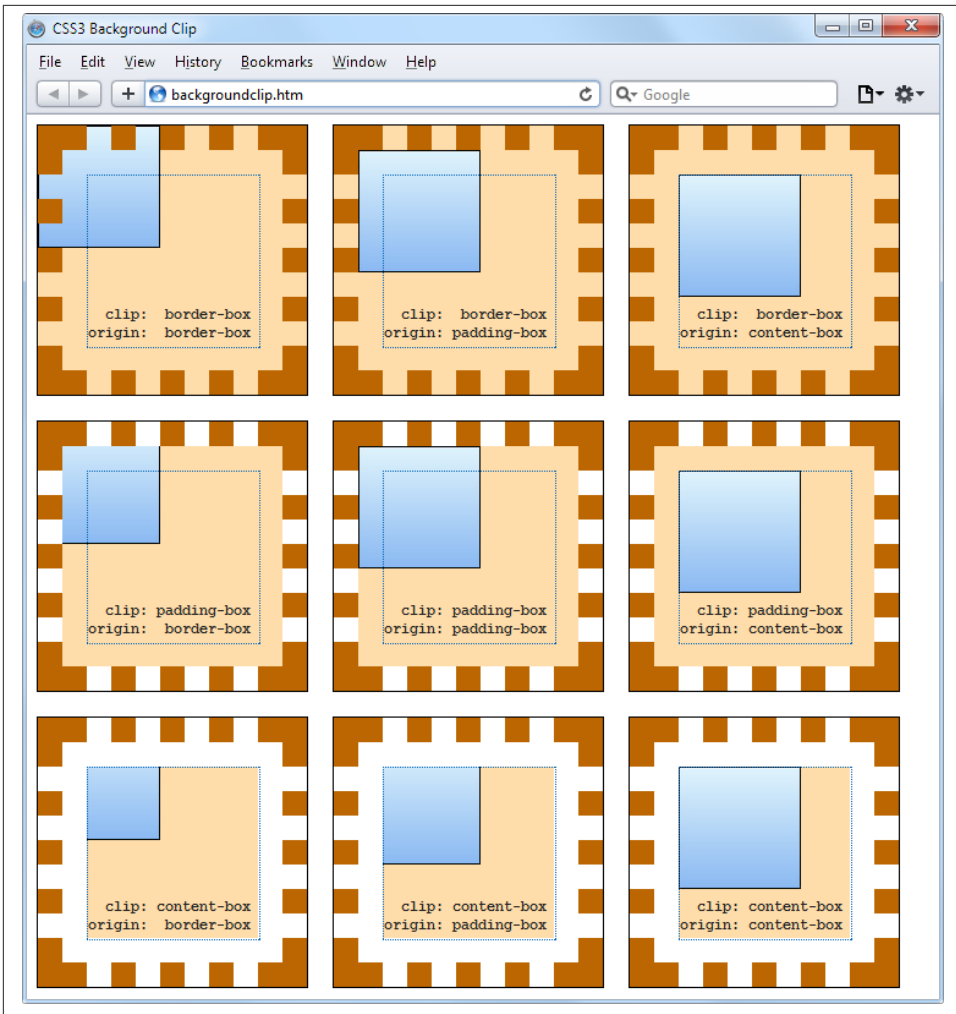 CSS3 Background Clip
File Edit View History Bookmarks Window Help
backgroundclip.htm Google
clip: border-box
origin: border-box
clip: border-box
origin: padding-box
clip: border-box
origin: content-box
clip: padding-box
origin: border-box
clip: padding-box
origin: padding-box
clip: padding-box
origin: content-box
clip: content-box
origin: border-box
clip: content-box
origin: padding-box
clip: content-box
origin: content-box